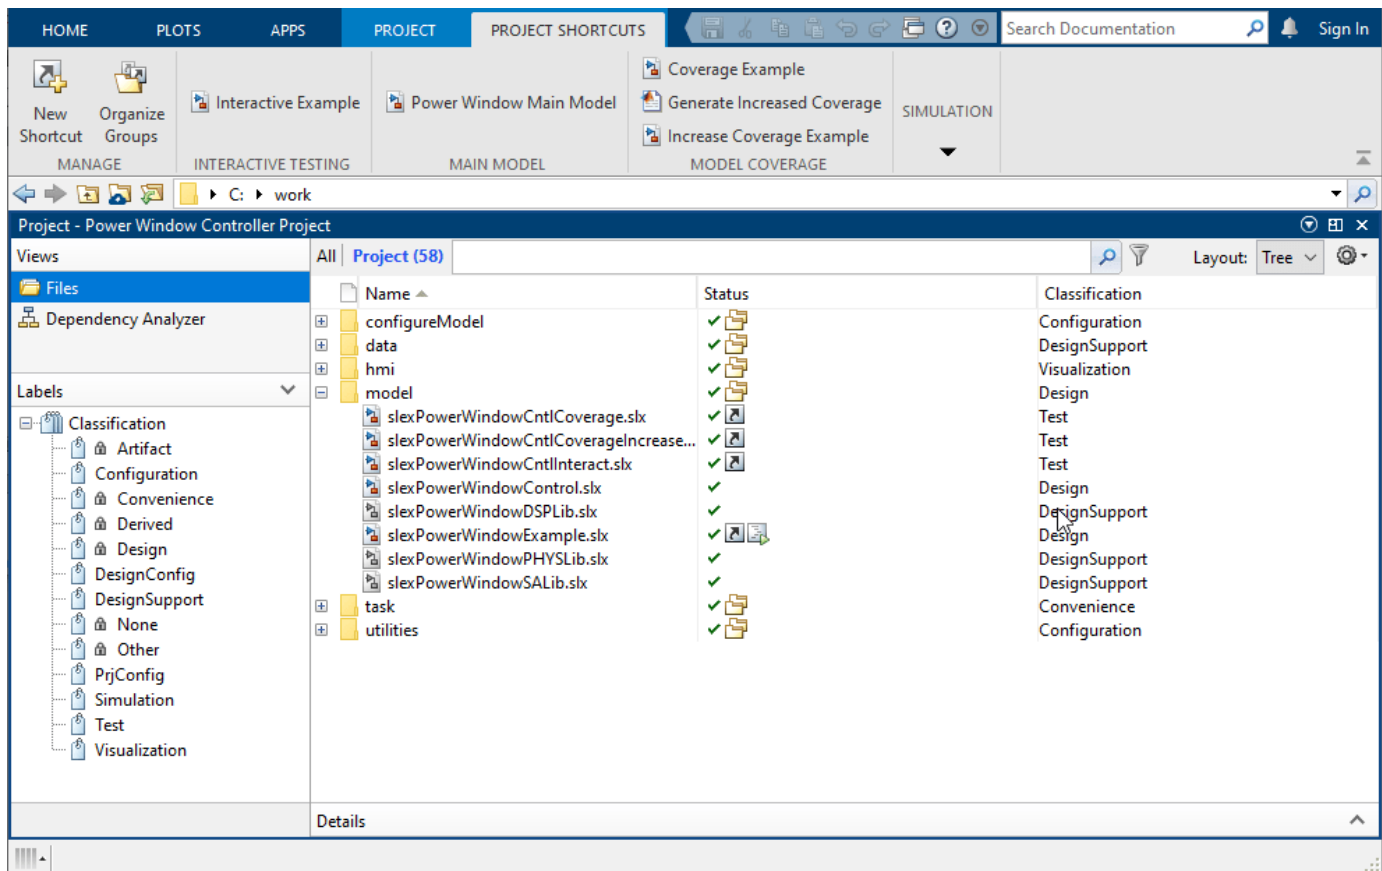 HOME PLOTS APPS PROJECT PROJECT SHORTCUTS Search Documentation Sign In
New Shortcut
Organize Groups
MANAGE
Interactive Example
INTERACTIVE TESTING
Power Window Main Model
MAIN MODEL
Coverage Example
Generate Increased Coverage
Increase Coverage Example
MODEL COVERAGE
SIMULATION
C: work
Project - Power Window Controller Project
Views
Files
Dependency Analyzer
Labels
Classification
Artifact
Configuration
Convenience
Derived
Design
DesignConfig
DesignSupport
None
Other
PrjConfig
Simulation
Test
Visualization
All Project (58) Layout: Tree
Name Status Classification
configureModel Configuration
data DesignSupport
hmi Visualization
model Design
slexPowerWindowCntlCoverage.slx Test
slexPowerWindowCntlCoverageIncrease... Test
slexPowerWindowCntlInteract.slx Test
slexPowerWindowControl.slx Design
slexPowerWindowDSPLib.slx DesignSupport
slexPowerWindowExample.slx Design
slexPowerWindowPHYSLib.slx DesignSupport
slexPowerWindowSALib.slx DesignSupport
task Convenience
utilities Configuration
Details